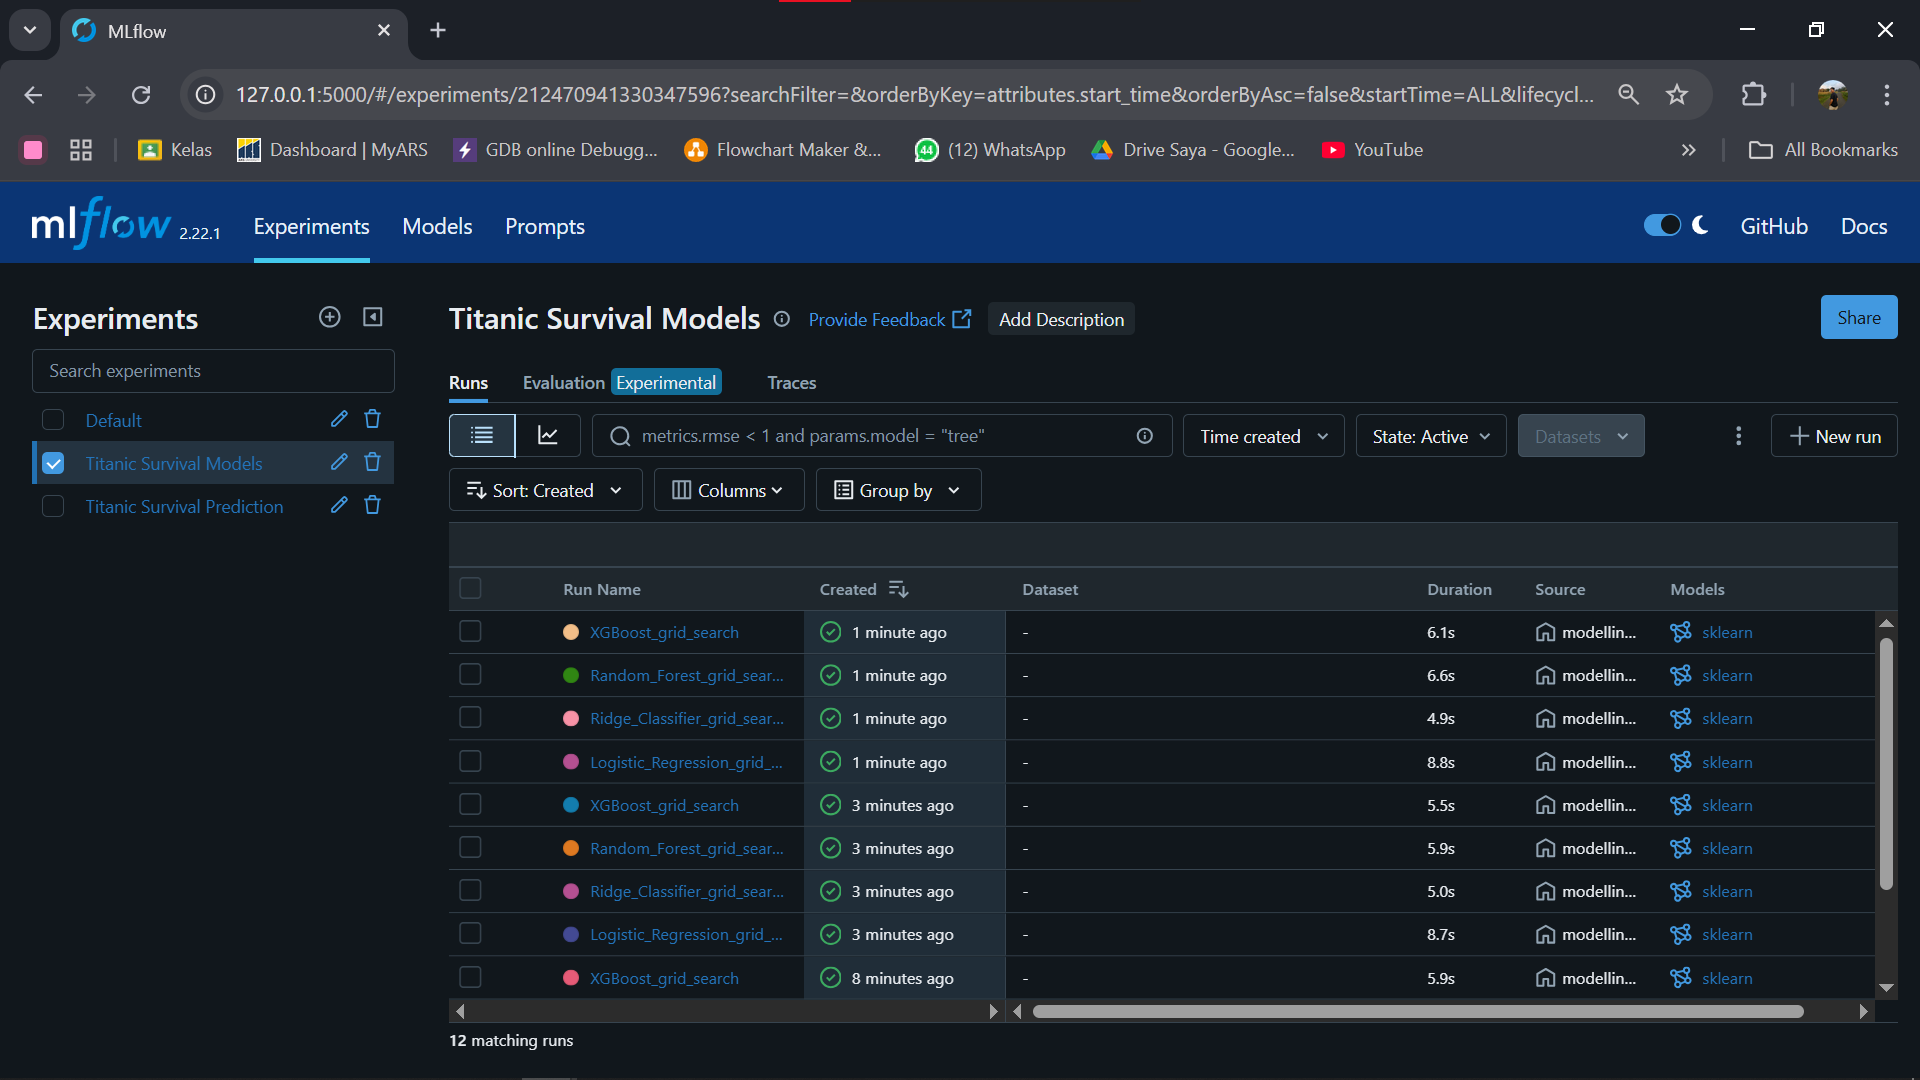 MLflow
127.0.0.1:5000/#/experiments/212470941330347596?searchFilter=&orderByKey=attributes.start_time&orderByAsc=false&startTime=ALL&lifecycl...
Kelas
Dashboard | MyARS
GDB online Debugg...
Flowchart Maker &...
44
(12) WhatsApp
Drive Saya - Google...
YouTube
All Bookmarks
mlflow 2.22.1
Experiments
Models
Prompts
GitHub
Docs
Experiments
Search experiments
Default
Titanic Survival Models
Titanic Survival Prediction
Titanic Survival Models
Provide Feedback
Add Description
Share
Runs
Evaluation Experimental
Traces
metrics.rmse < 1 and params.model = "tree"
Time created
State: Active
Datasets
New run
Sort: Created
Columns
Group by
Run Name Created Dataset Duration Source Models
XGBoost_grid_search 1 minute ago - 6.1s modellin... sklearn
Random_Forest_grid_sear... 1 minute ago - 6.6s modellin... sklearn
Ridge_Classifier_grid_sear... 1 minute ago - 4.9s modellin... sklearn
Logistic_Regression_grid_... 1 minute ago - 8.8s modellin... sklearn
XGBoost_grid_search 3 minutes ago - 5.5s modellin... sklearn
Random_Forest_grid_sear... 3 minutes ago - 5.9s modellin... sklearn
Ridge_Classifier_grid_sear... 3 minutes ago - 5.0s modellin... sklearn
Logistic_Regression_grid_... 3 minutes ago - 8.7s modellin... sklearn
XGBoost_grid_search 8 minutes ago - 5.9s modellin... sklearn
12 matching runs